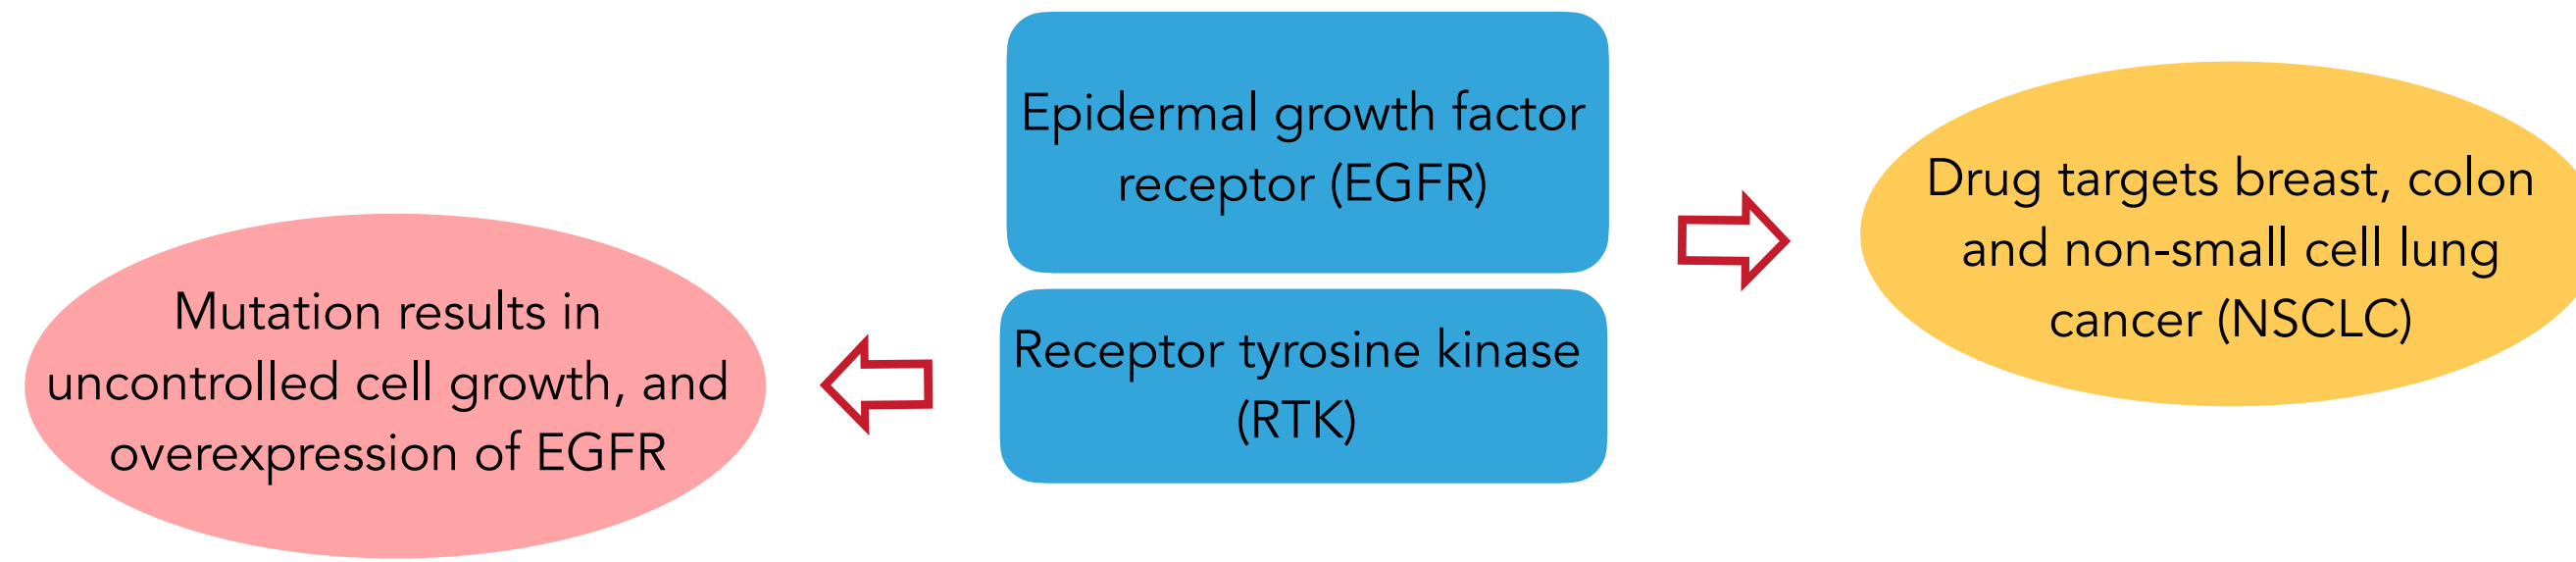 Epidermal growth factor
receptor (EGFR)
Receptor tyrosine kinase
(RTK)
Mutation results in
uncontrolled cell growth, and
overexpression of EGFR
Drug targets breast, colon
and non-small cell lung
cancer (NSCLC)